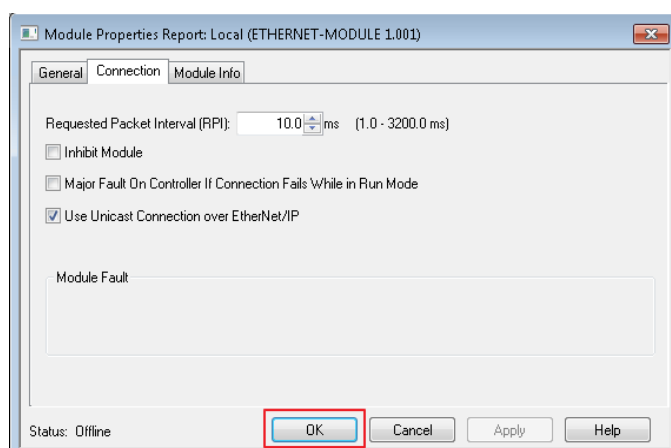 Module Properties Report: Local (ETHERNET-MODULE 1.001)
General Connection Module Info
Requested Packet Interval (RPI): 10.0 ms (1.0 - 3200.0 ms)
Inhibit Module
Major Fault On Controller If Connection Fails While in Run Mode
Use Unicast Connection over EtherNet/IP
Module Fault
Status: Offline OK Cancel Apply Help